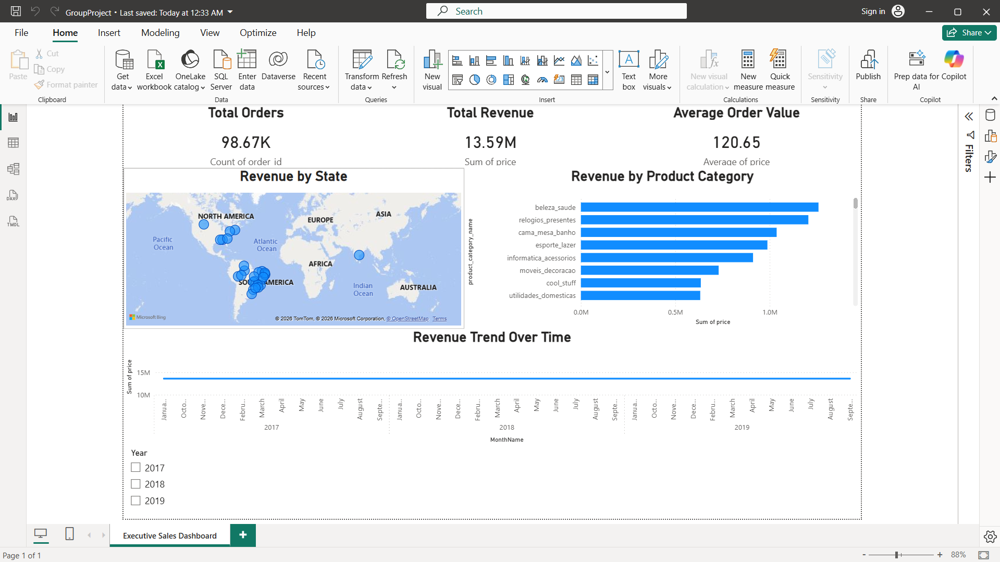 GroupProject • Last saved: Today at 12:33 AM
Search
Sign in
File Home Insert Modeling View Optimize Help
Share
Paste
Cut
Copy
Format painter
Clipboard
Get data
Excel workbook
OneLake catalog
SQL Server
Enter data
Dataverse
Recent sources
Data
Transform data
Refresh
Queries
New visual
Text box
More visuals
Insert
New visual calculation
New measure
Quick measure
Calculations
Sensitivity
Sensitivity
Publish
Share
Prep data for AI
Copilot
Copilot
DAX
TMDL
Filters
Total Orders
98.67K
Count of order_id
Total Revenue
13.59M
Sum of price
Average Order Value
120.65
Average of price
Revenue by State
NORTH AMERICA
EUROPE
ASIA
Pacific Ocean
Atlantic Ocean
AFRICA
SOUTH AMERICA
Indian Ocean
AUSTRALIA
Microsoft Bing
© 2026 TomTom, © 2026 Microsoft Corporation, © OpenStreetMap Terms
Revenue by Product Category
product_category_name
beleza_saude
relogios_presentes
cama_mesa_banho
esporte_lazer
informatica_acessorios
moveis_decoracao
cool_stuff
utilidades_domesticas
0.0M 0.5M 1.0M
Sum of price
Revenue Trend Over Time
Sum of price
15M
10M
Janua... Octo... Nove... Dece... Febru... March April May June July August Septe... Janua... Octo... Nove... Dece... Febru... March April May June July August Septe... Janua... Octo... Nove... Dece... Febru... March April May June July August Septe...
2017 2018 2019
MonthName
Year
2017
2018
2019
Executive Sales Dashboard
Page 1 of 1
- + 88%